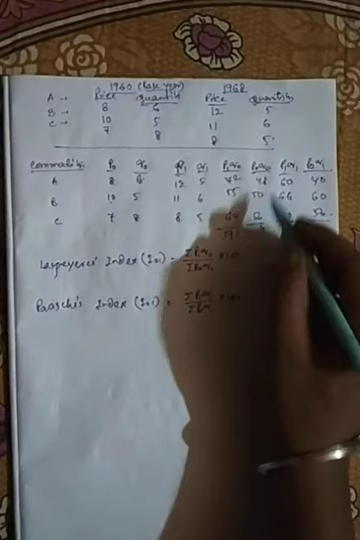 1960 (base year) 1968
Price Quantity Price Quantity
A → 8 6 12 5
B → 10 5 11 6
C → 7 8 8 5
Commodity P₀ q₀ P₁ q₁ P₁q₀ P₀q₀ P₁q₁ P₀q₁
A 8 6 12 5 72 48 60 40
B 10 5 11 6 55 50 66 60
C 7 8 8 5 64
191
Index (I₀₁) = ΣP₁q₀ / ΣP₀q₀ ×100
Paasche's Index (I₀₁) = ΣP₁q₁ / ΣP₀q₁ ×100